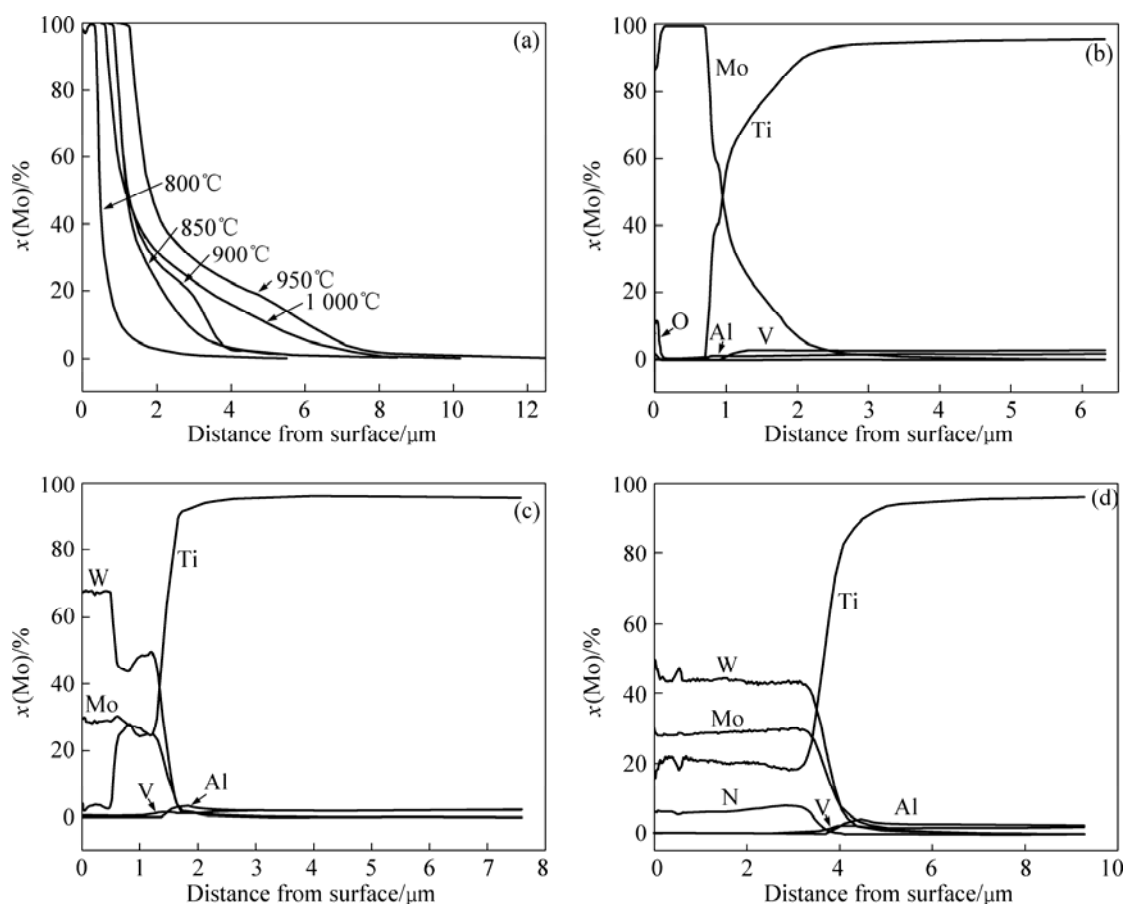 100
80
60
40
20
0
x(Mo)/%
(a)
800℃
850℃
900℃
950℃
1 000℃
0 2 4 6 8 10 12
Distance from surface/μm
100
80
60
40
20
0
x(Mo)/%
(b)
Mo
Ti
O
Al
V
0 1 2 3 4 5 6
Distance from surface/μm
100
80
60
40
20
0
x(Mo)/%
(c)
Ti
W
Mo
V
Al
0 1 2 3 4 5 6 7 8
Distance from surface/μm
100
80
60
40
20
0
x(Mo)/%
(d)
Ti
W
Mo
N
V
Al
0 2 4 6 8 10
Distance from surface/μm